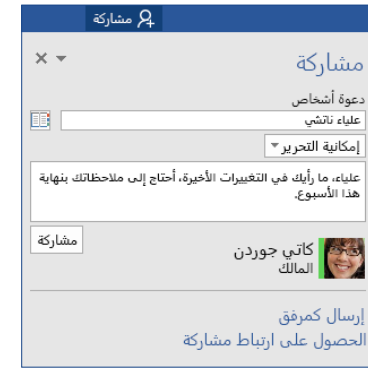 مشاركة
مشاركة
دعوة أشخاص
علياء ناتشي
إمكانية التحرير
علياء، ما رأيك في التغييرات الأخيرة، أحتاج إلى ملاحظاتك بنهاية
هذا الأسبوع.
مشاركة
كاتي جوردن
المالك
إرسال كمرفق
الحصول على ارتباط مشاركة